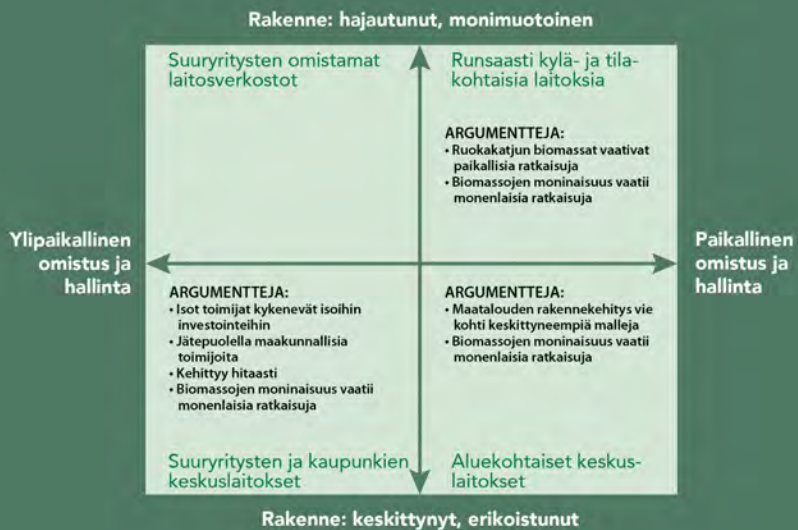 Rakenne: hajautunut, monimuotoinen
Suuryritysten omistamat
laitosverkostot
Runsaasti kylä- ja tila-
kohtaisia laitoksia
ARGUMENTTEJA:
• Ruokakatjun biomassat vaativat
paikallisia ratkaisuja
• Biomassojen moninaisuus vaatii
monenlaisia ratkaisuja
Ylipaikallinen
omistus ja
hallinta
Paikallinen
omistus ja
hallinta
ARGUMENTTEJA:
• Isot toimijat kykenevät isoihin
investointeihin
• Jätepuolella maakunnallisia
toimijoita
• Kehittyy hitaasti
• Biomassojen moninaisuus vaatii
monenlaisia ratkaisuja
ARGUMENTTEJA:
• Maatalouden rakennekehitys vie
kohti keskittyneempiä malleja
• Biomassojen moninaisuus vaatii
monenlaisia ratkaisuja
Suuryritysten ja kaupunkien
keskuslaitokset
Aluekohtaiset keskus-
laitokset
Rakenne: keskittynyt, erikoistunut